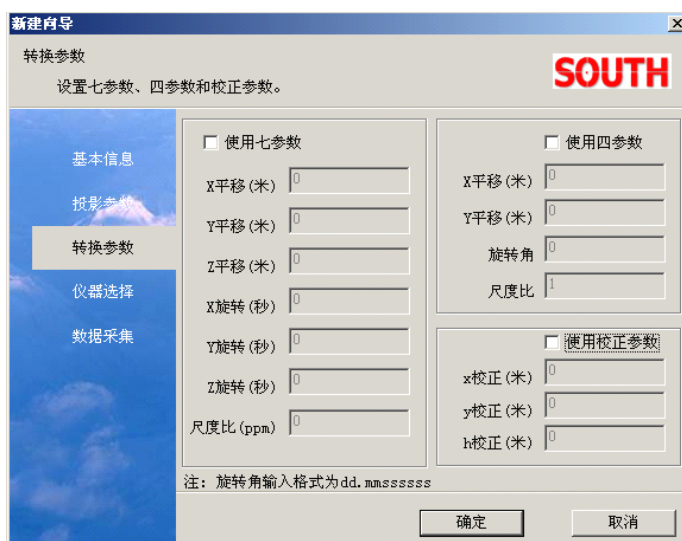 新建向导
转换参数
设置七参数、四参数和校正参数。
SOUTH
基本信息
投影参数
转换参数
仪器选择
数据采集
使用七参数
X平移(米) 0
Y平移(米) 0
Z平移(米) 0
X旋转(秒) 0
Y旋转(秒) 0
Z旋转(秒) 0
尺度比(ppm) 0
使用四参数
X平移(米) 0
Y平移(米) 0
旋转角 0
尺度比 1
使用校正参数
x校正(米) 0
y校正(米) 0
h校正(米) 0
注: 旋转角输入格式为dd.mmssssss
确定
取消